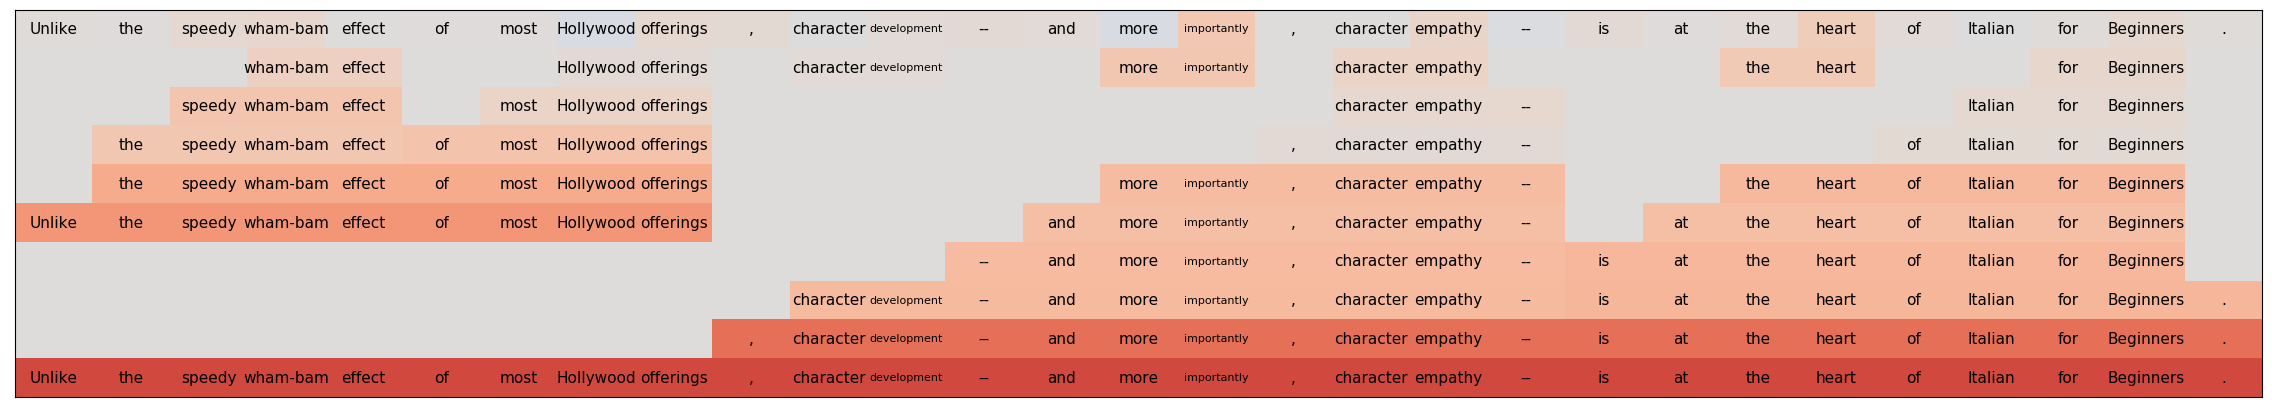 Unlike the speedy wham-bam effect of most Hollywood offerings , character development -- and more importantly , character empathy -- is at the heart of Italian for Beginners .
wham-bam effect Hollywood offerings character development more importantly character empathy the heart for Beginners
speedy wham-bam effect most Hollywood offerings character empathy -- Italian for Beginners
the speedy wham-bam effect of most Hollywood offerings , character empathy -- of Italian for Beginners
the speedy wham-bam effect of most Hollywood offerings more importantly , character empathy -- the heart of Italian for Beginners
Unlike the speedy wham-bam effect of most Hollywood offerings and more importantly , character empathy -- at the heart of Italian for Beginners
-- and more importantly , character empathy -- is at the heart of Italian for Beginners
character development -- and more importantly , character empathy -- is at the heart of Italian for Beginners .
, character development -- and more importantly , character empathy -- is at the heart of Italian for Beginners .
Unlike the speedy wham-bam effect of most Hollywood offerings , character development -- and more importantly , character empathy -- is at the heart of Italian for Beginners .